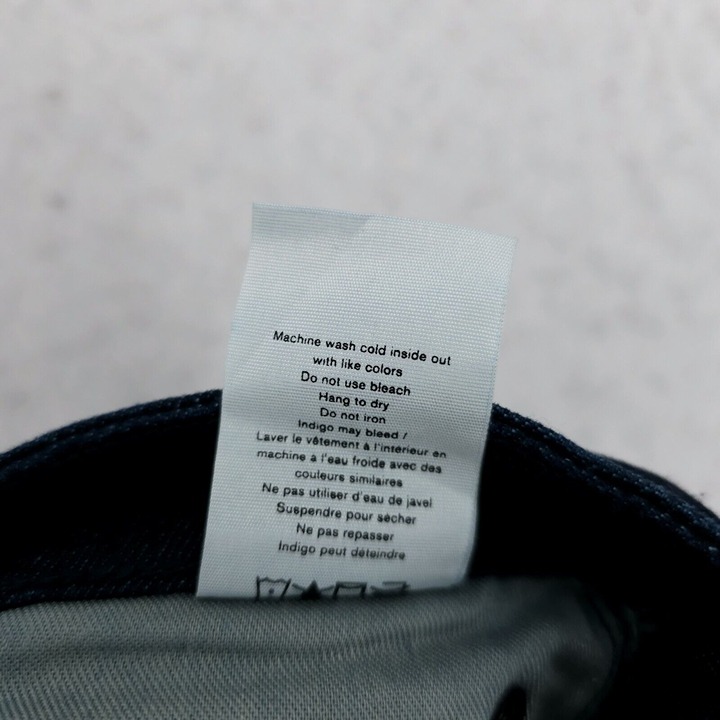 Machine wash cold inside out
with like colors
Do not use bleach
Hang to dry
Do not iron
Indigo may bleed /
Laver le vêtement à l'intérieur en
machine à l'eau froide avec des
couleurs similaires
Ne pas utiliser d'eau de javel
Suspendre pour sécher
Ne pas repasser
Indigo peut déteindre